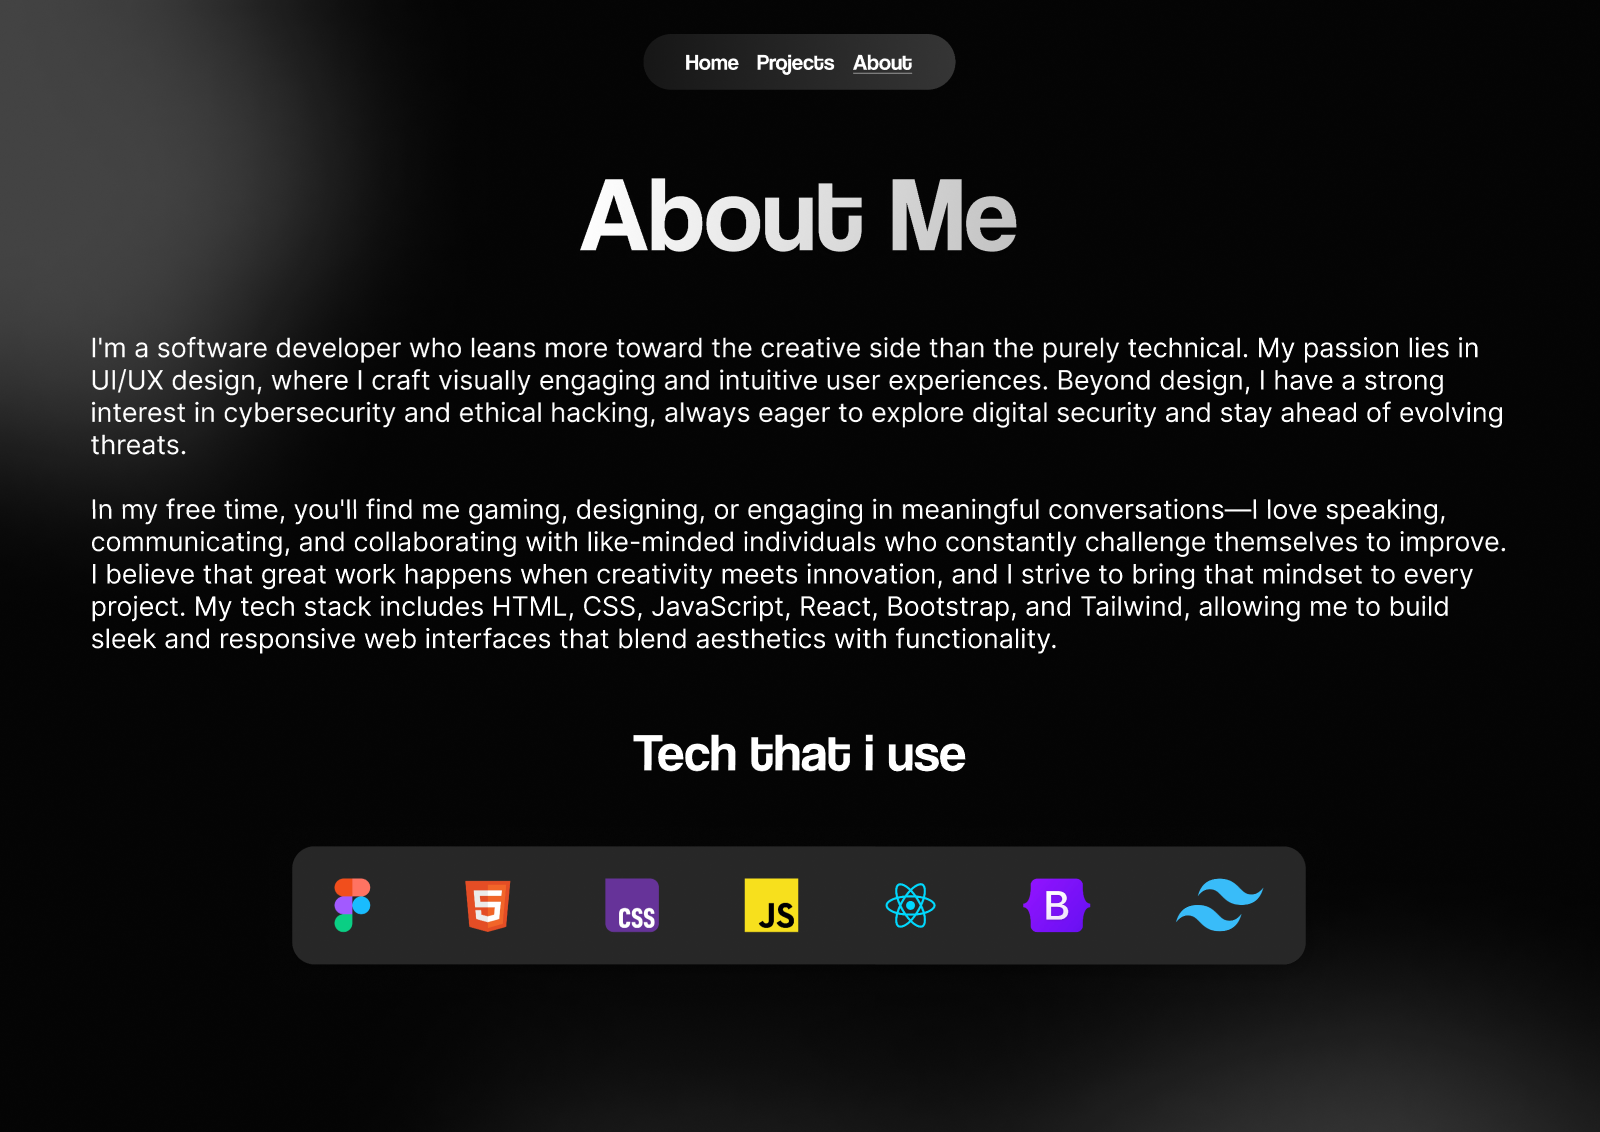 Home Projects About
About Me
I'm a software developer who leans more toward the creative side than the purely technical. My passion lies in
UI/UX design, where I craft visually engaging and intuitive user experiences. Beyond design, I have a strong
interest in cybersecurity and ethical hacking, always eager to explore digital security and stay ahead of evolving
threats.
In my free time, you'll find me gaming, designing, or engaging in meaningful conversations—I love speaking,
communicating, and collaborating with like-minded individuals who constantly challenge themselves to improve.
I believe that great work happens when creativity meets innovation, and I strive to bring that mindset to every
project. My tech stack includes HTML, CSS, JavaScript, React, Bootstrap, and Tailwind, allowing me to build
sleek and responsive web interfaces that blend aesthetics with functionality.
Tech that i use
5 CSS JS B